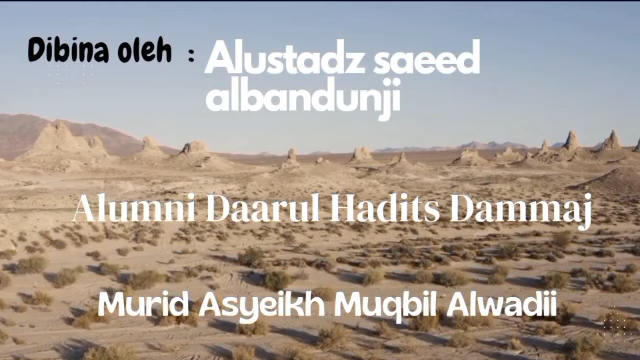 Dibina oleh : Alustadz saeed
albandunji
Alumni Daarul Hadits Dammaj
Murid Asyeikh Muqbil Alwadii